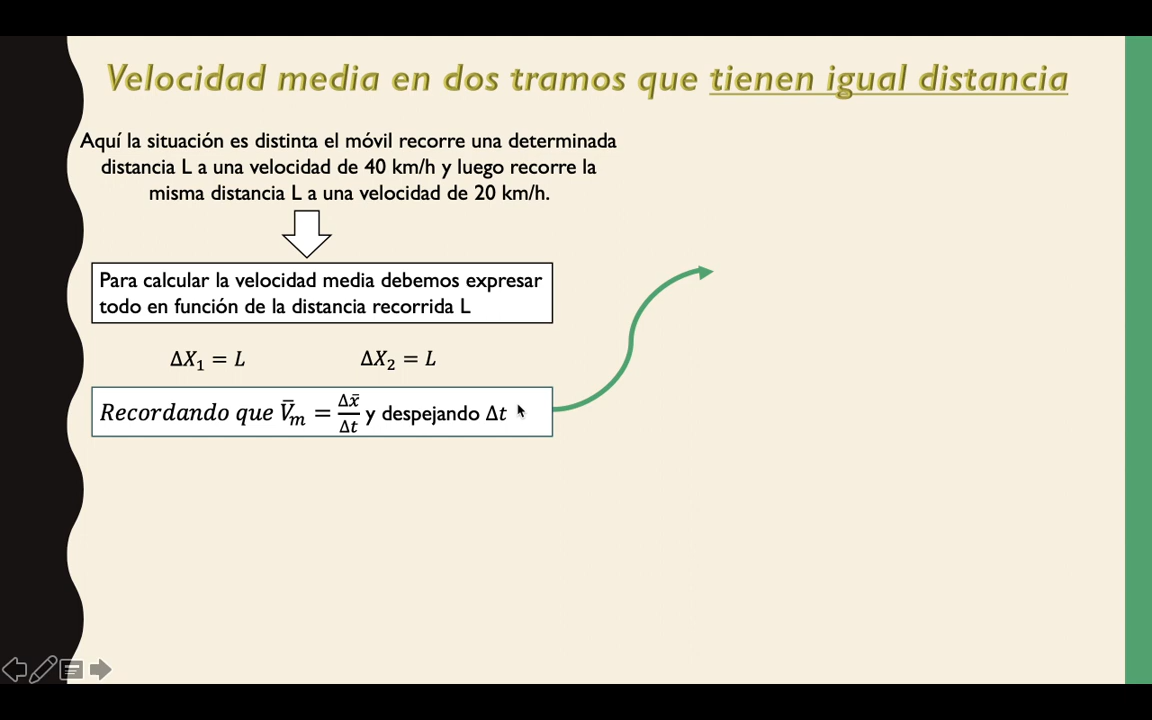 Velocidad media en dos tramos que tienen igual distancia
Aquí la situación es distinta el móvil recorre una determinada
distancia L a una velocidad de 40 km/h y luego recorre la
misma distancia L a una velocidad de 20 km/h.
Para calcular la velocidad media debemos expresar
todo en función de la distancia recorrida L
ΔX₁ = L ΔX₂ = L
Recordando que V̄ₘ = Δx̄/Δt y despejando Δt